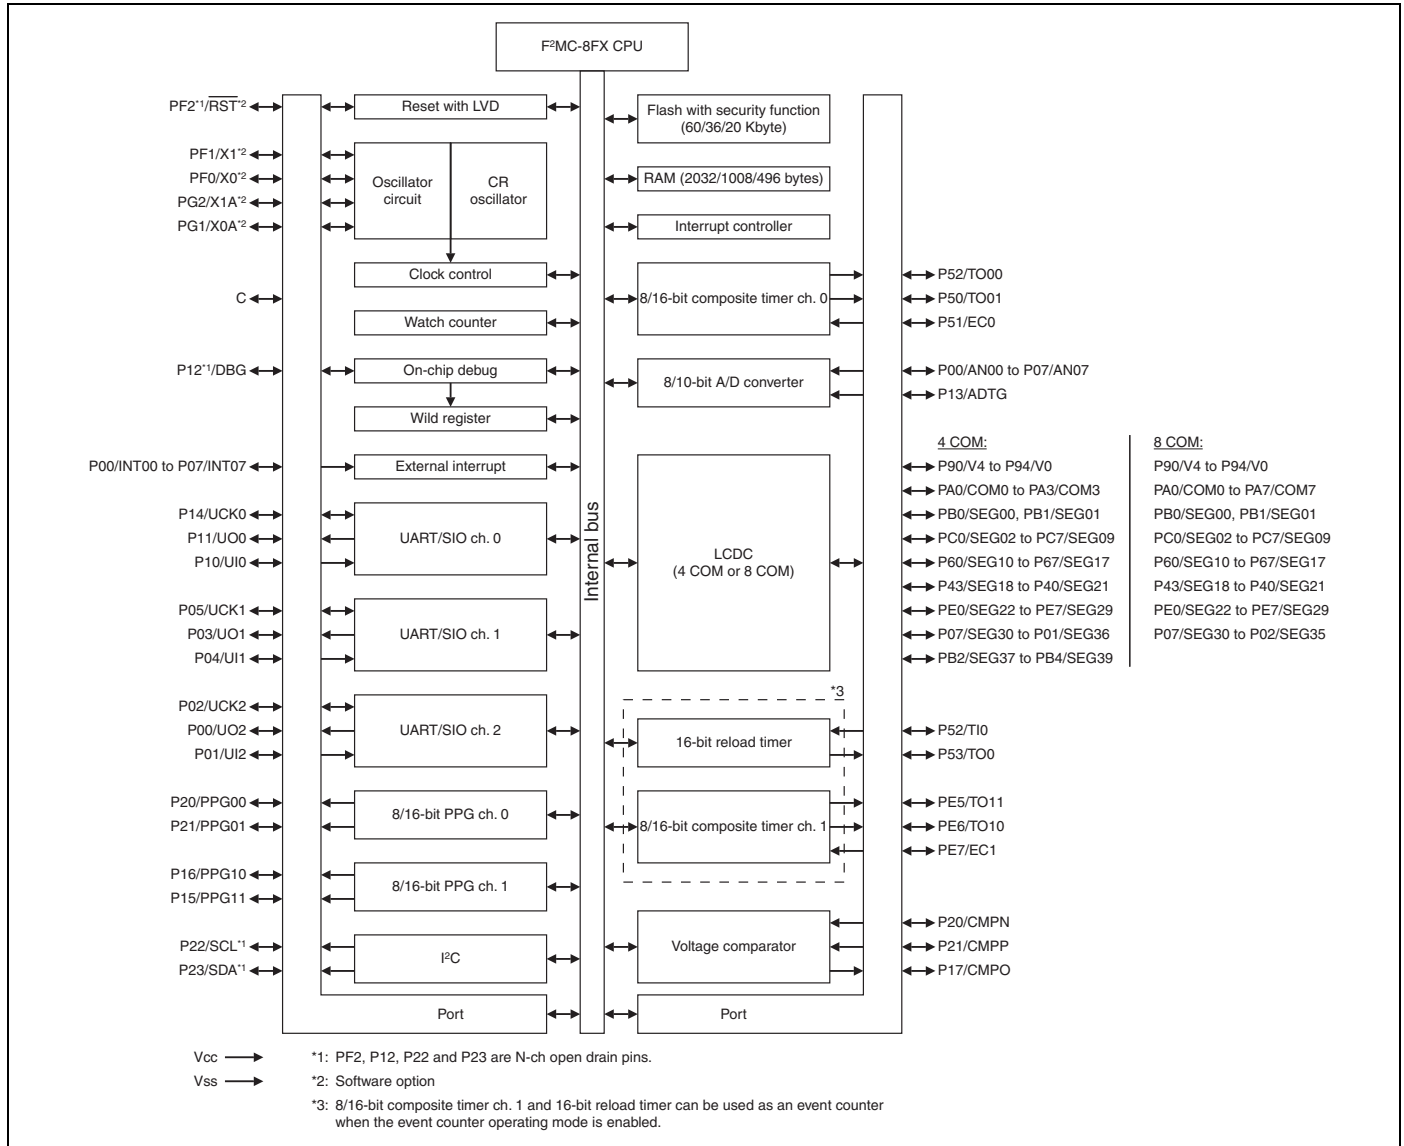 F²MC-8FX CPU
PF2*1/RST*2
Reset with LVD
Flash with security function
(60/36/20 Kbyte)
PF1/X1*2
PF0/X0*2
PG2/X1A*2
PG1/X0A*2
Oscillator
circuit
CR
oscillator
RAM (2032/1008/496 bytes)
Interrupt controller
C
Clock control
Watch counter
8/16-bit composite timer ch. 0
P52/TO00
P50/TO01
P51/EC0
P12*1/DBG
On-chip debug
Wild register
8/10-bit A/D converter
P00/AN00 to P07/AN07
P13/ADTG
P00/INT00 to P07/INT07
External interrupt
P14/UCK0
P11/UO0
P10/UI0
UART/SIO ch. 0
P05/UCK1
P03/UO1
P04/UI1
UART/SIO ch. 1
P02/UCK2
P00/UO2
P01/UI2
UART/SIO ch. 2
P20/PPG00
P21/PPG01
8/16-bit PPG ch. 0
P16/PPG10
P15/PPG11
8/16-bit PPG ch. 1
P22/SCL*1
P23/SDA*1
I²C
Port
Internal bus
LCDC
(4 COM or 8 COM)
4 COM:
P90/V4 to P94/V0
PA0/COM0 to PA3/COM3
PB0/SEG00, PB1/SEG01
PC0/SEG02 to PC7/SEG09
P60/SEG10 to P67/SEG17
P43/SEG18 to P40/SEG21
PE0/SEG22 to PE7/SEG29
P07/SEG30 to P01/SEG36
PB2/SEG37 to PB4/SEG39
8 COM:
P90/V4 to P94/V0
PA0/COM0 to PA7/COM7
PB0/SEG00, PB1/SEG01
PC0/SEG02 to PC7/SEG09
P60/SEG10 to P67/SEG17
P43/SEG18 to P40/SEG21
PE0/SEG22 to PE7/SEG29
P07/SEG30 to P02/SEG35
*3
16-bit reload timer
P52/TI0
P53/TO0
8/16-bit composite timer ch. 1
PE5/TO11
PE6/TO10
PE7/EC1
Voltage comparator
P20/CMPN
P21/CMPP
P17/CMPO
Port
Vcc
Vss
*1: PF2, P12, P22 and P23 are N-ch open drain pins.
*2: Software option
*3: 8/16-bit composite timer ch. 1 and 16-bit reload timer can be used as an event counter
when the event counter operating mode is enabled.